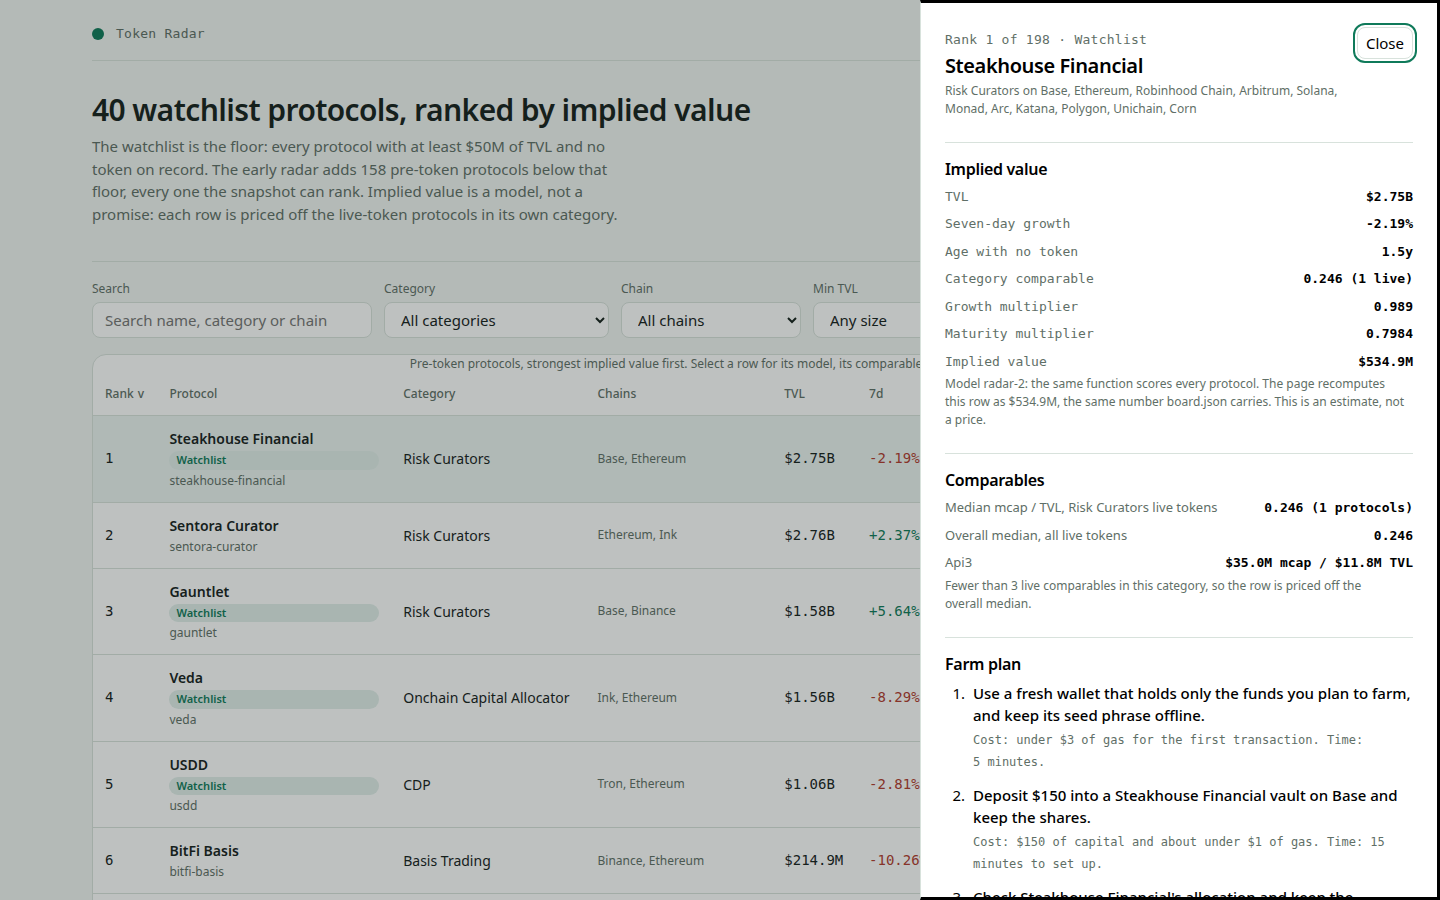 Token Radar
40 watchlist protocols, ranked by implied value
The watchlist is the floor: every protocol with at least $50M of TVL and no
token on record. The early radar adds 158 pre-token protocols below that
floor, every one the snapshot can rank. Implied value is a model, not a
promise: each row is priced off the live-token protocols in its own category.
Search
Category
Chain
Min TVL
Search name, category or chain
All categories
All chains
Any size
Pre-token protocols, strongest implied value first. Select a row for its model, its comparable
Rank v Protocol Category Chains TVL 7d
Steakhouse Financial
1 Watchlist Risk Curators Base, Ethereum $2.75B -2.19%
steakhouse-financial
Sentora Curator
2 Risk Curators Ethereum, Ink $2.76B +2.37%
sentora-curator
Gauntlet
3 Watchlist Risk Curators Base, Binance $1.58B +5.64%
gauntlet
Veda
4 Watchlist Onchain Capital Allocator Ink, Ethereum $1.56B -8.29%
veda
USDD
5 Watchlist CDP Tron, Ethereum $1.06B -2.81%
usdd
BitFi Basis
6 Basis Trading Binance, Ethereum $214.9M -10.26
bitfi-basis
Rank 1 of 198 · Watchlist
Close
Steakhouse Financial
Risk Curators on Base, Ethereum, Robinhood Chain, Arbitrum, Solana,
Monad, Arc, Katana, Polygon, Unichain, Corn
Implied value
TVL $2.75B
Seven-day growth -2.19%
Age with no token 1.5y
Category comparable 0.246 (1 live)
Growth multiplier 0.989
Maturity multiplier 0.7984
Implied value $534.9M
Model radar-2: the same function scores every protocol. The page recomputes
this row as $534.9M, the same number board.json carries. This is an estimate, not
a price.
Comparables
Median mcap / TVL, Risk Curators live tokens 0.246 (1 protocols)
Overall median, all live tokens 0.246
Api3 $35.0M mcap / $11.8M TVL
Fewer than 3 live comparables in this category, so the row is priced off the
overall median.
Farm plan
1. Use a fresh wallet that holds only the funds you plan to farm,
and keep its seed phrase offline.
Cost: under $3 of gas for the first transaction. Time:
5 minutes.
2. Deposit $150 into a Steakhouse Financial vault on Base and
keep the shares.
Cost: $150 of capital and about under $1 of gas. Time: 15
minutes to set up.
3. Check Steakhouse Financial's allocation and keep the